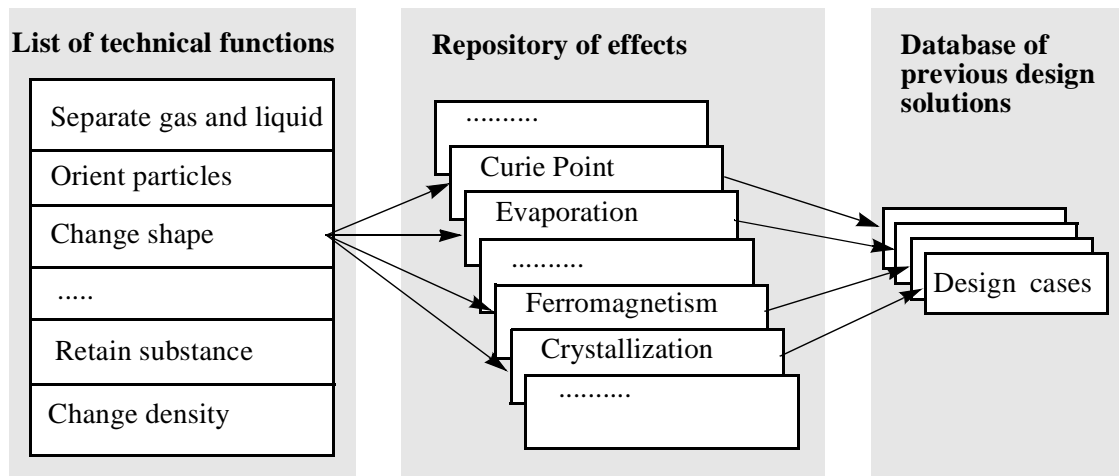 List of technical functions
Separate gas and liquid
Orient particles
Change shape
.....
Retain substance
Change density
Repository of effects
..........
Curie Point
Evaporation
..........
Ferromagnetism
Crystallization
..........
Database of
previous design
solutions
Design cases